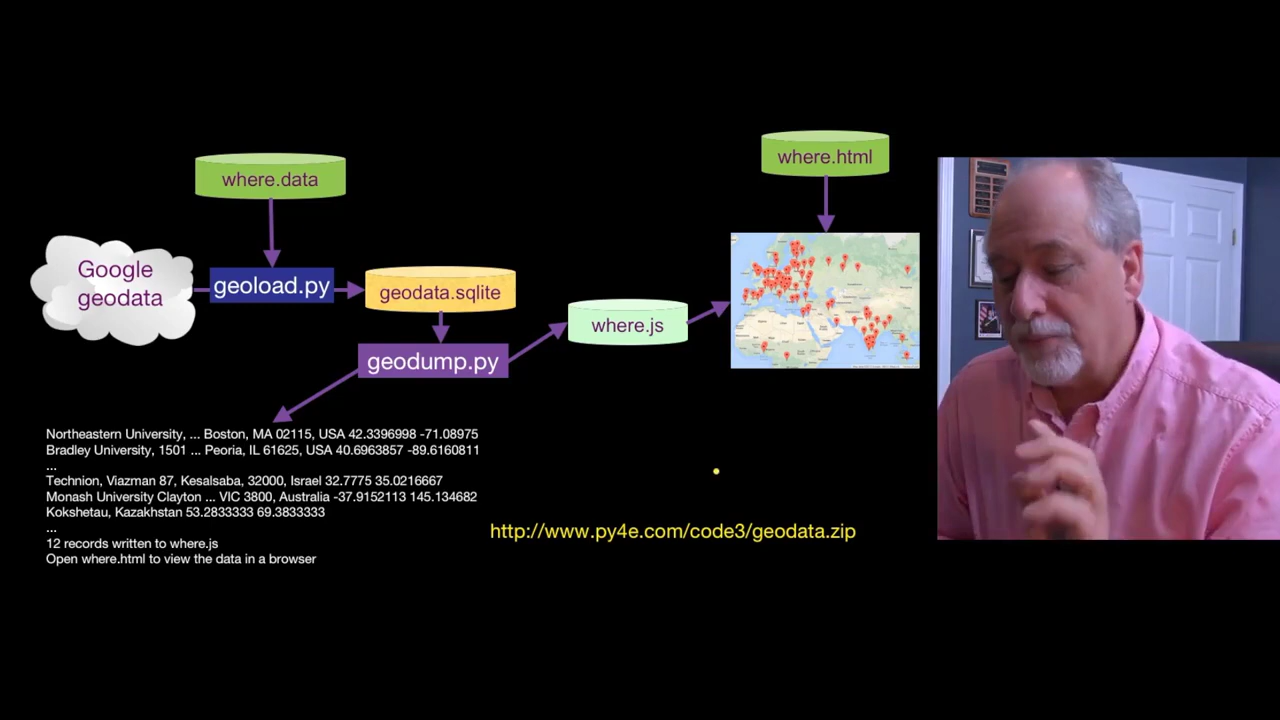 where.html
where.data
Google
geodata
geoload.py
geodata.sqlite
where.js
geodump.py
Northeastern University, ... Boston, MA 02115, USA 42.3396998 -71.08975
Bradley University, 1501 ... Peoria, IL 61625, USA 40.6963857 -89.6160811
...
Technion, Viazman 87, Kesalsaba, 32000, Israel 32.7775 35.0216667
Monash University Clayton ... VIC 3800, Australia -37.9152113 145.134682
Kokshetau, Kazakhstan 53.2833333 69.3833333
...
12 records written to where.js
Open where.html to view the data in a browser
http://www.py4e.com/code3/geodata.zip